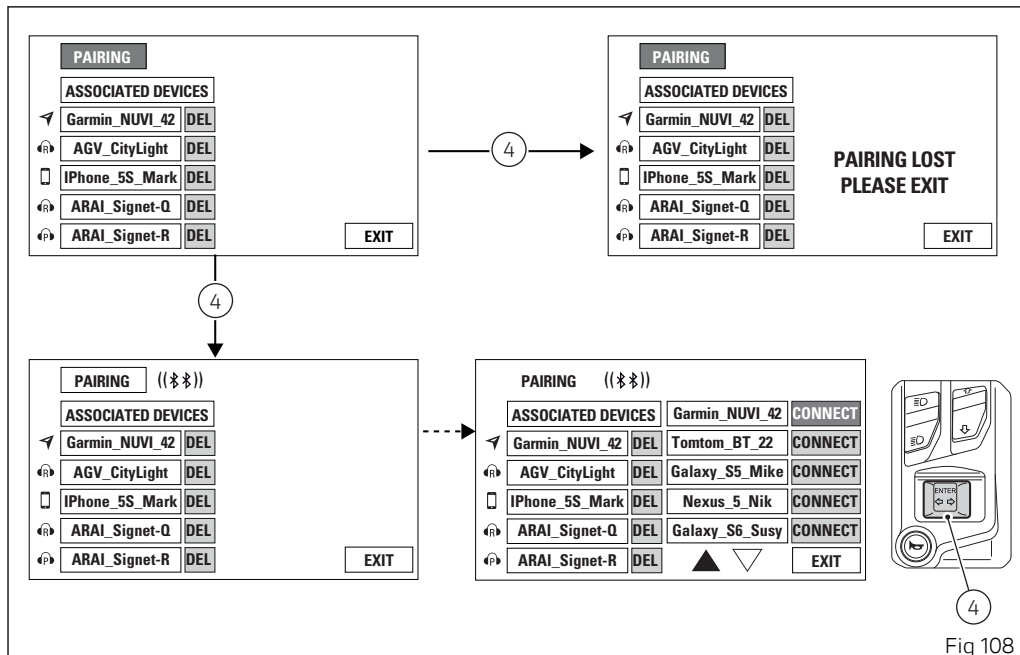 PAIRING
ASSOCIATED DEVICES
Garmin_NUVI_42 DEL
R AGV_CityLight DEL
IPhone_5S_Mark DEL
R ARAI_Signet-Q DEL
P ARAI_Signet-R DEL
EXIT
4
PAIRING
ASSOCIATED DEVICES
Garmin_NUVI_42 DEL
R AGV_CityLight DEL
IPhone_5S_Mark DEL
R ARAI_Signet-Q DEL
P ARAI_Signet-R DEL
PAIRING LOST
PLEASE EXIT
EXIT
4
PAIRING
ASSOCIATED DEVICES
Garmin_NUVI_42 DEL
R AGV_CityLight DEL
IPhone_5S_Mark DEL
R ARAI_Signet-Q DEL
P ARAI_Signet-R DEL
EXIT
PAIRING
ASSOCIATED DEVICES Garmin_NUVI_42 CONNECT
Garmin_NUVI_42 DEL Tomtom_BT_22 CONNECT
R AGV_CityLight DEL Galaxy_S5_Mike CONNECT
IPhone_5S_Mark DEL Nexus_5_Nik CONNECT
R ARAI_Signet-Q DEL Galaxy_S6_Susy CONNECT
P ARAI_Signet-R DEL EXIT
ENTER
4
Fig 108